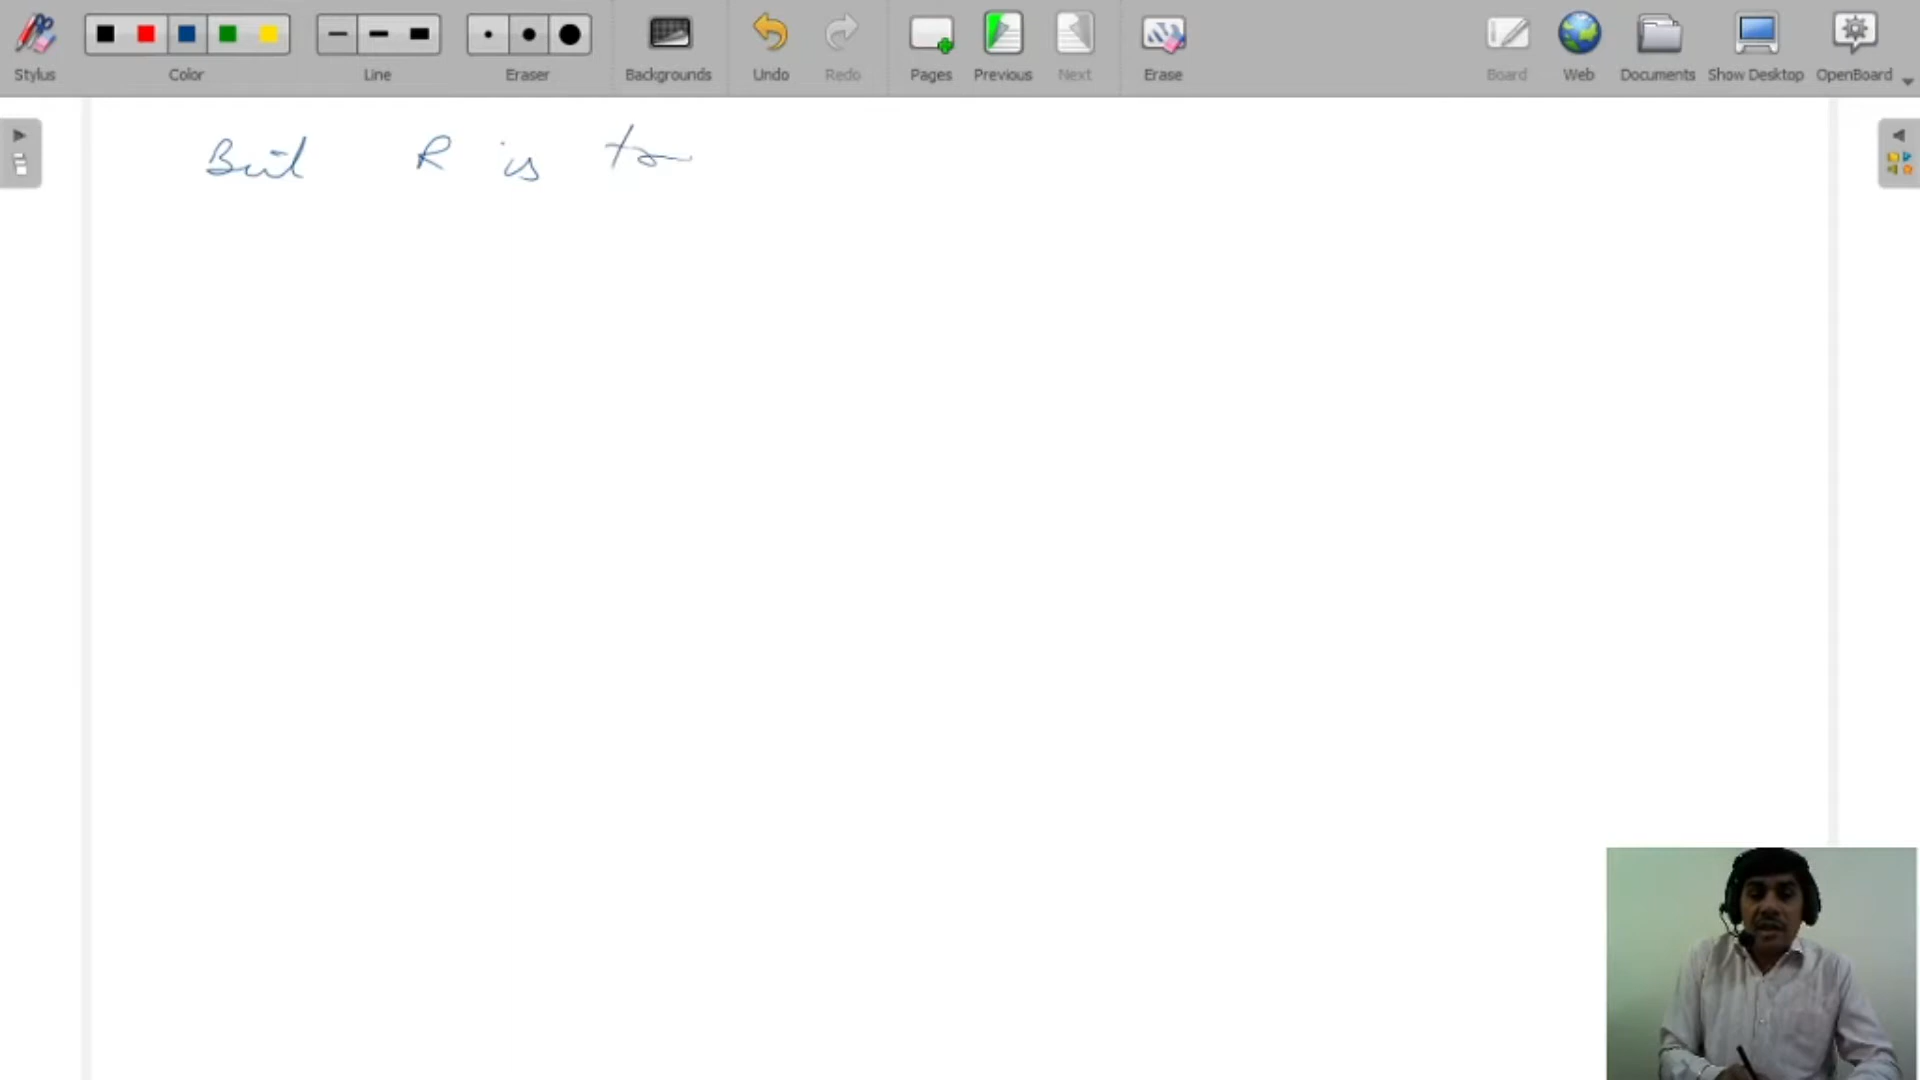 Stylus
Color
Line
Eraser
Backgrounds
Undo
Redo
Pages
Previous
Next
Erase
Board
Web
Documents
Show Desktop
OpenBoard
But R is